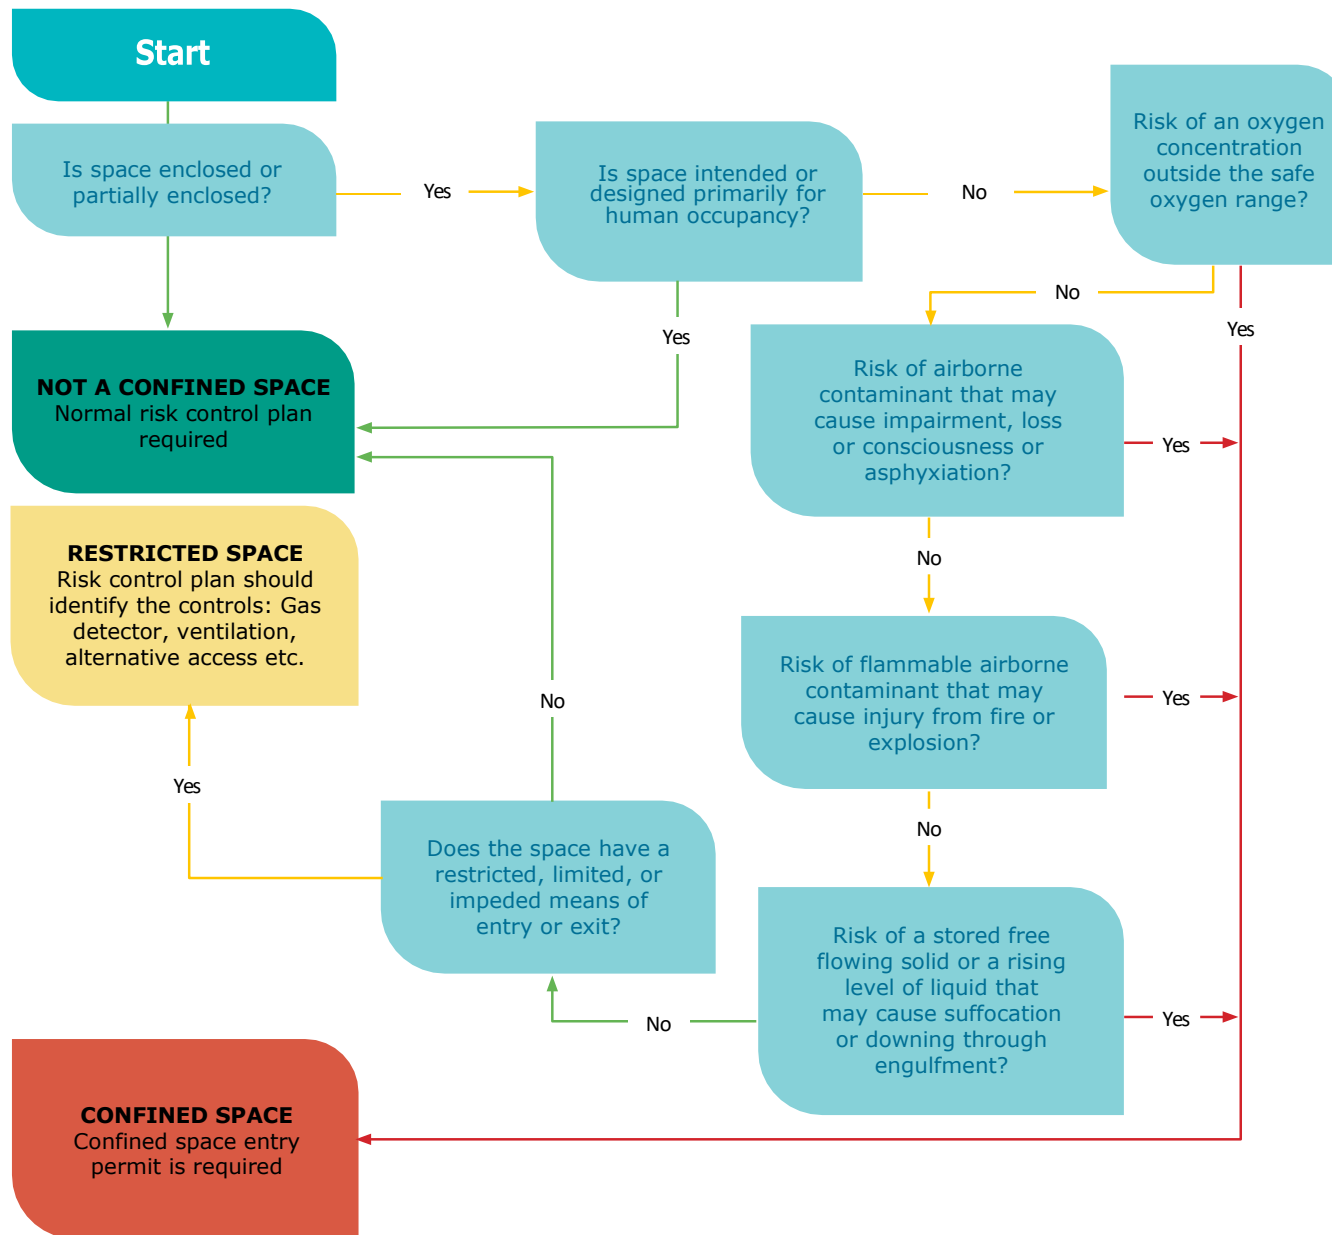 Start
Is space enclosed or
partially enclosed?
Yes
Is space intended or
designed primarily for
human occupancy?
No
Risk of an oxygen
concentration
outside the safe
oxygen range?
No
Yes
Yes
NOT A CONFINED SPACE
Normal risk control plan
required
Risk of airborne
contaminant that may
cause impairment, loss
or consciousness or
asphyxiation?
Yes
No
RESTRICTED SPACE
Risk control plan should
identify the controls: Gas
detector, ventilation,
alternative access etc.
Risk of flammable airborne
contaminant that may
cause injury from fire or
explosion?
Yes
No
No
Yes
Does the space have a
restricted, limited, or
impeded means of
entry or exit?
Risk of a stored free
flowing solid or a rising
level of liquid that
may cause suffocation
or downing through
engulfment?
Yes
No
CONFINED SPACE
Confined space entry
permit is required